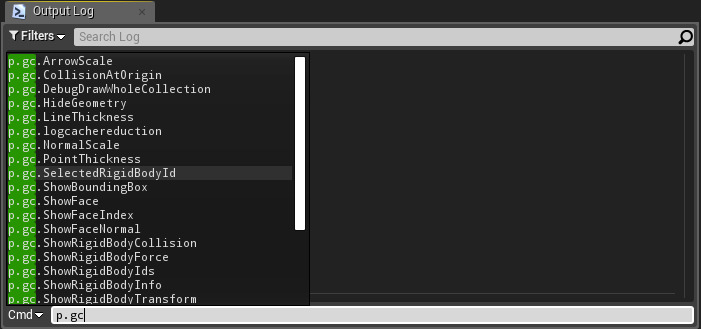 Output Log
Filters Search Log
p.gc.ArrowScale
p.gc.CollisionAtOrigin
p.gc.DebugDrawWholeCollection
p.gc.HideGeometry
p.gc.LineThickness
p.gc.logcachereduction
p.gc.NormalScale
p.gc.PointThickness
p.gc.SelectedRigidBodyId
p.gc.ShowBoundingBox
p.gc.ShowFace
p.gc.ShowFaceIndex
p.gc.ShowFaceNormal
p.gc.ShowRigidBodyCollision
p.gc.ShowRigidBodyForce
p.gc.ShowRigidBodyIds
p.gc.ShowRigidBodyInfo
p.gc.ShowRigidBodyTransform
Cmd p.gc